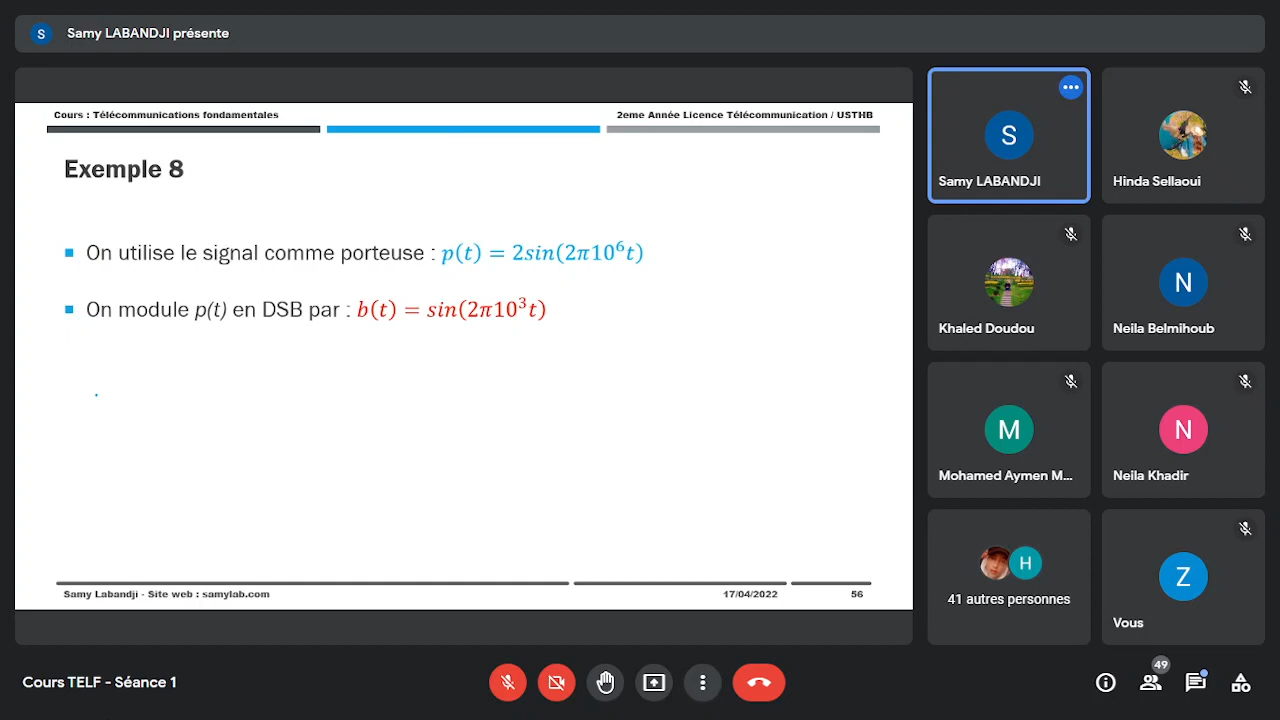 S Samy LABANDJI présente
Cours : Télécommunications fondamentales
2eme Année Licence Télécommunication / USTHB
Exemple 8
On utilise le signal comme porteuse : p(t) = 2sin(2π10⁶t)
On module p(t) en DSB par : b(t) = sin(2π10³t)
Samy Labandji - Site web : samylab.com
17/04/2022
56
S
Samy LABANDJI
Hinda Sellaoui
Khaled Doudou
N
Neila Belmihoub
M
Mohamed Aymen M...
N
Neila Khadir
H
41 autres personnes
Z
Vous
Cours TELF - Séance 1
49